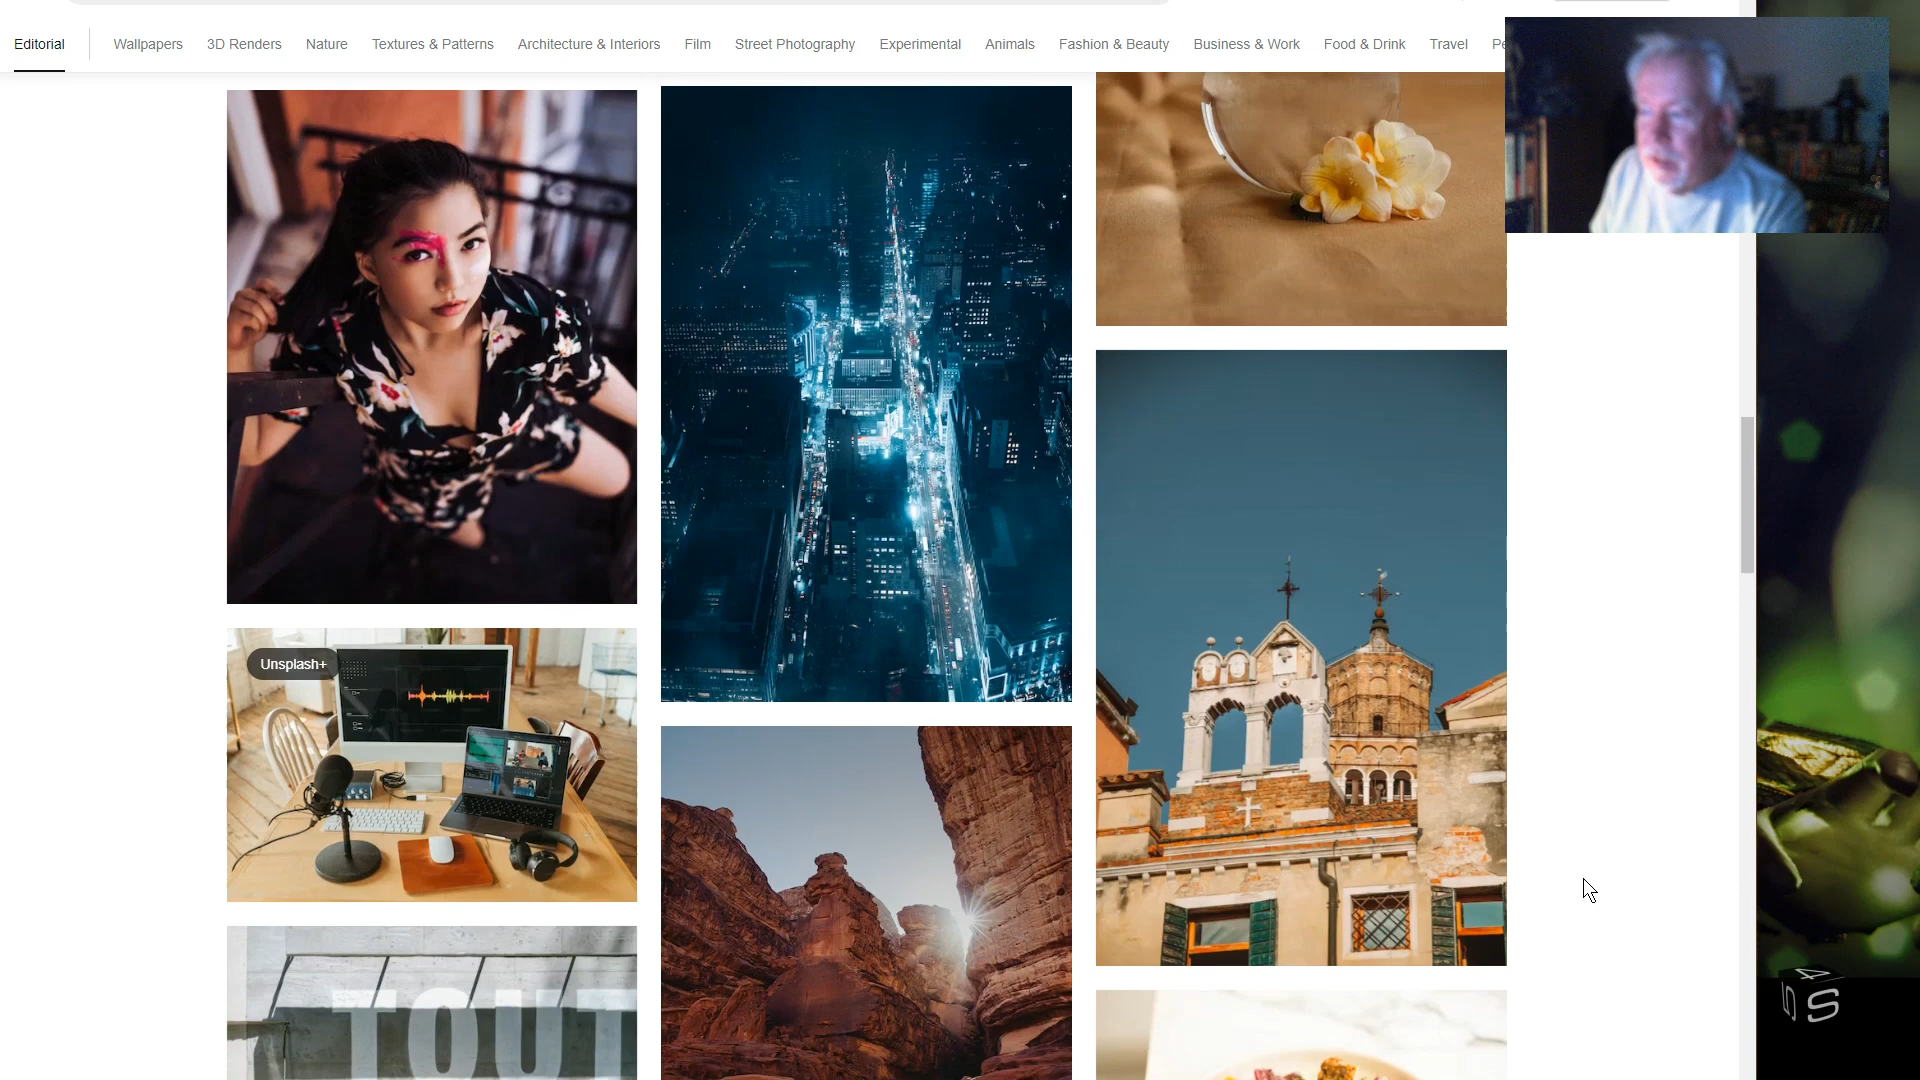 Editorial
Wallpapers
3D Renders
Nature
Textures & Patterns
Architecture & Interiors
Film
Street Photography
Experimental
Animals
Fashion & Beauty
Business & Work
Food & Drink
Travel
Pe
Unsplash+
TOUT